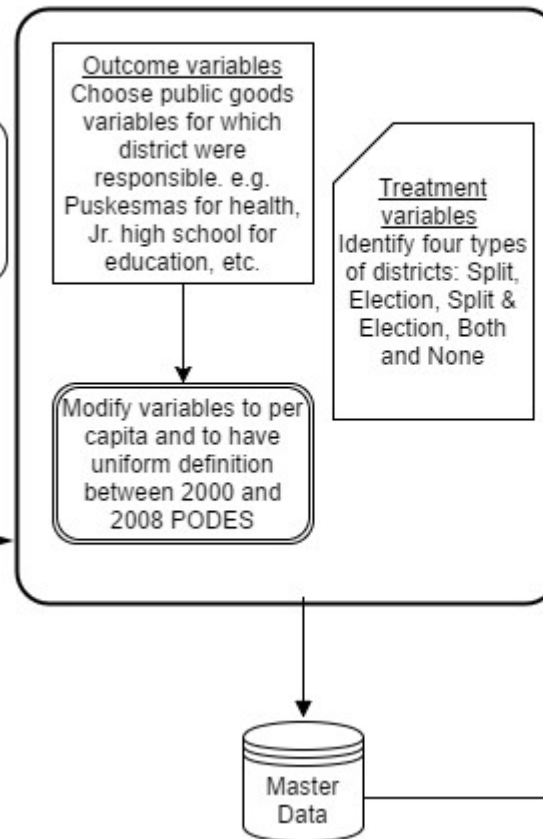 Outcome variables
Choose public goods
variables for which
district were
responsible. e.g.
Puskesmas for health,
Jr. high school for
education, etc.
Treatment
variables
Identify four types
of districts: Split,
Election, Split &
Election, Both
and None
Modify variables to per
capita and to have
uniform definition
between 2000 and
2008 PODES
Master
Data